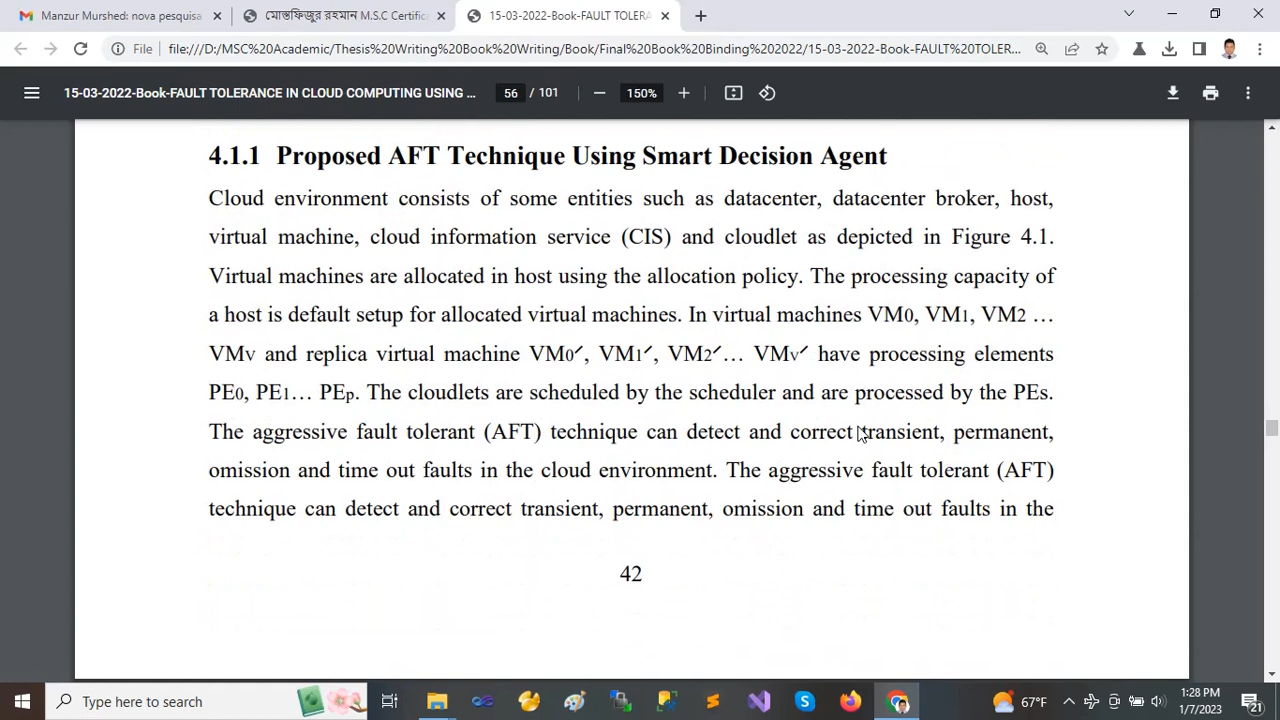 Manzur Murshed: nova pesquisa
মোস্তফিজুর রহমান M.S.C Certific
15-03-2022-Book-FAULT TOLERA
File
file:///D:/MSC%20Academic/Thesis%20Writing%20Book%20Writing/Book/Final%20Book%20Binding%202022/15-03-2022-Book-FAULT%20TOLER...
15-03-2022-Book-FAULT TOLERANCE IN CLOUD COMPUTING USING ...
56 / 101
150%
4.1.1 Proposed AFT Technique Using Smart Decision Agent
Cloud environment consists of some entities such as datacenter, datacenter broker, host,
virtual machine, cloud information service (CIS) and cloudlet as depicted in Figure 4.1.
Virtual machines are allocated in host using the allocation policy. The processing capacity of
a host is default setup for allocated virtual machines. In virtual machines VM0, VM1, VM2 …
VMV and replica virtual machine VM0′, VM1′, VM2′… VMV′ have processing elements
PE0, PE1… PEp. The cloudlets are scheduled by the scheduler and are processed by the PEs.
The aggressive fault tolerant (AFT) technique can detect and correct transient, permanent,
omission and time out faults in the cloud environment. The aggressive fault tolerant (AFT)
technique can detect and correct transient, permanent, omission and time out faults in the
42
Type here to search
67°F
1:28 PM
1/7/2023
21